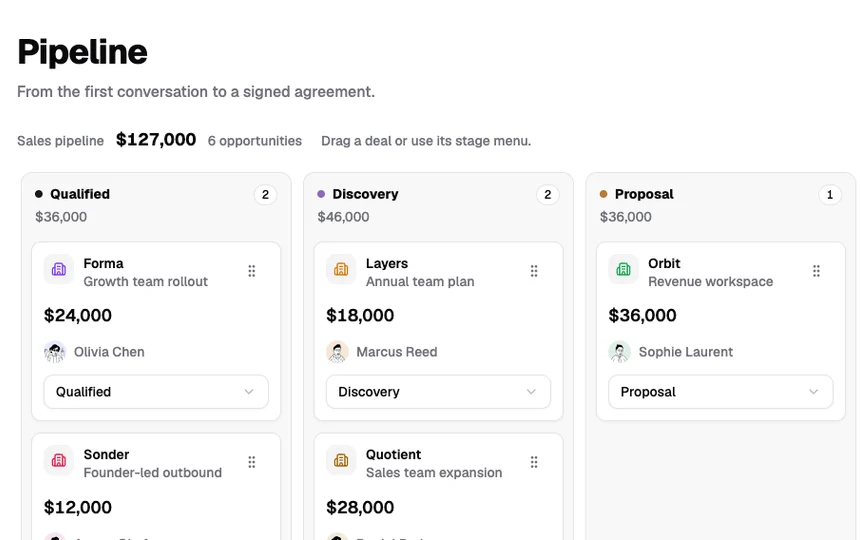 Pipeline
From the first conversation to a signed agreement.
Sales pipeline $127,000 6 opportunities Drag a deal or use its stage menu.
Qualified 2
$36,000
Forma
Growth team rollout
$24,000
Olivia Chen
Qualified
Sonder
Founder-led outbound
$12,000
Discovery 2
$46,000
Layers
Annual team plan
$18,000
Marcus Reed
Discovery
Quotient
Sales team expansion
$28,000
Proposal 1
$36,000
Orbit
Revenue workspace
$36,000
Sophie Laurent
Proposal